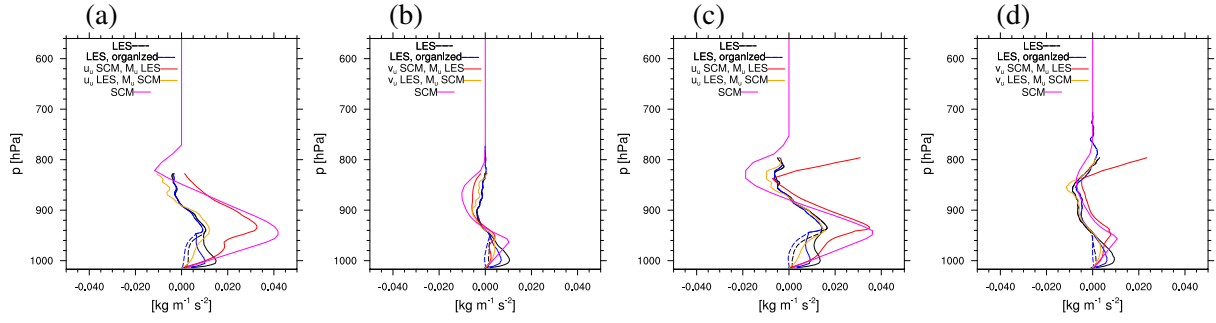 (a) (b) (c) (d)
LES
LES, organized
u_u SCM, M_u LES
u_u LES, M_u SCM
SCM
600
700
800
900
1000
p [hPa]
-0.040 -0.020 0.000 0.020 0.040
[kg m⁻¹ s⁻²]
LES
LES, organized
v_u SCM, M_u LES
v_u LES, M_u SCM
SCM
600
700
800
900
1000
p [hPa]
-0.040 -0.020 0.000 0.020 0.040
[kg m⁻¹ s⁻²]
LES
LES, organized
u_u SCM, M_u LES
u_u LES, M_u SCM
SCM
600
700
800
900
1000
p [hPa]
-0.040 -0.020 0.000 0.020 0.040
[kg m⁻¹ s⁻²]
LES
LES, organized
v_u SCM, M_u LES
v_u LES, M_u SCM
SCM
600
700
800
900
1000
p [hPa]
-0.040 -0.020 0.000 0.020 0.040
[kg m⁻¹ s⁻²]